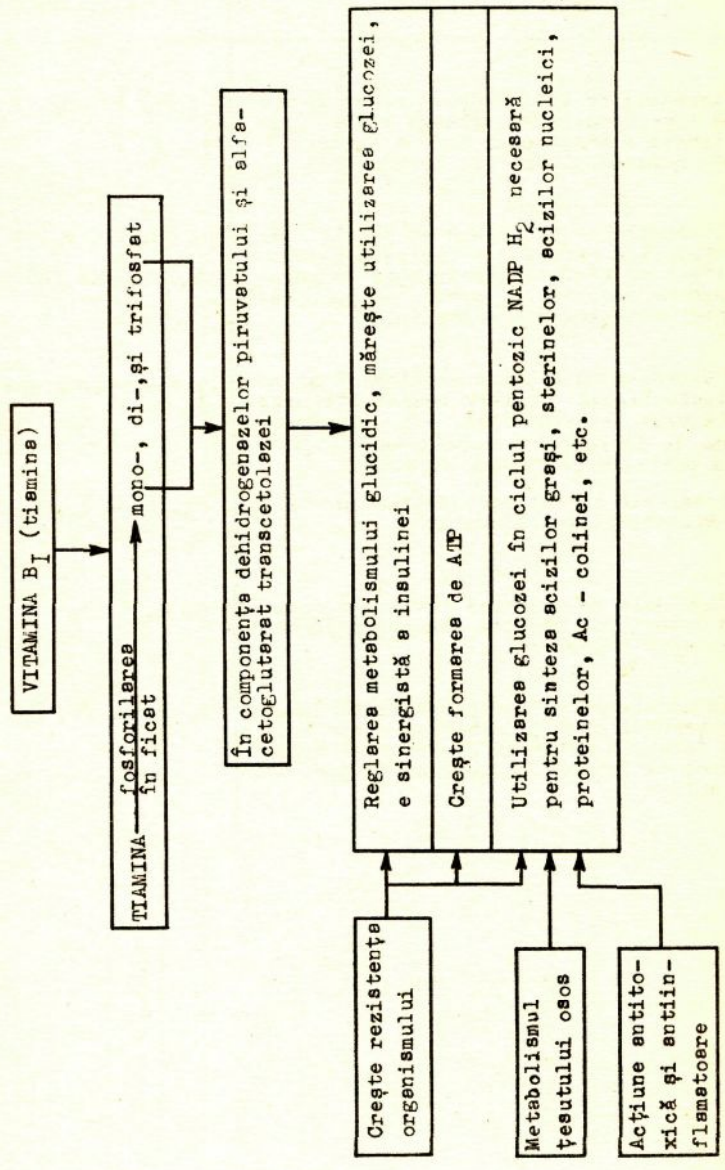 VITAMINA B_I (tiamina)
TIAMINA fosforilarea mono-, di-,și trifosfat
în ficat
În componența dehidrogenazelor piruvatului și alfa-
cetoglutarat transcetolazei
Reglarea metabolismului glucidic, mărește utilizarea glucozei,
e sinergistă a insulinei
Crește formarea de ATP
Utilizarea glucozei în ciclul pentozic NADP H₂ necesară
pentru sinteza acizilor grași, sterinelor, acizilor nucleici,
proteinelor, Ac - colinei, etc.
Crește rezistența
organismului
Metabolismul
țesutului osos
Acțiune antito-
xică și antiin-
flamatoare